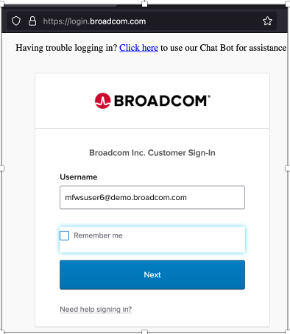 https://login.broadcom.com
Having trouble logging in? Click here to use our Chat Bot for assistance
BROADCOM
Broadcom Inc. Customer Sign-In
Username
mfwsuser6@demo.broadcom.com
Remember me
Next
Need help signing in?